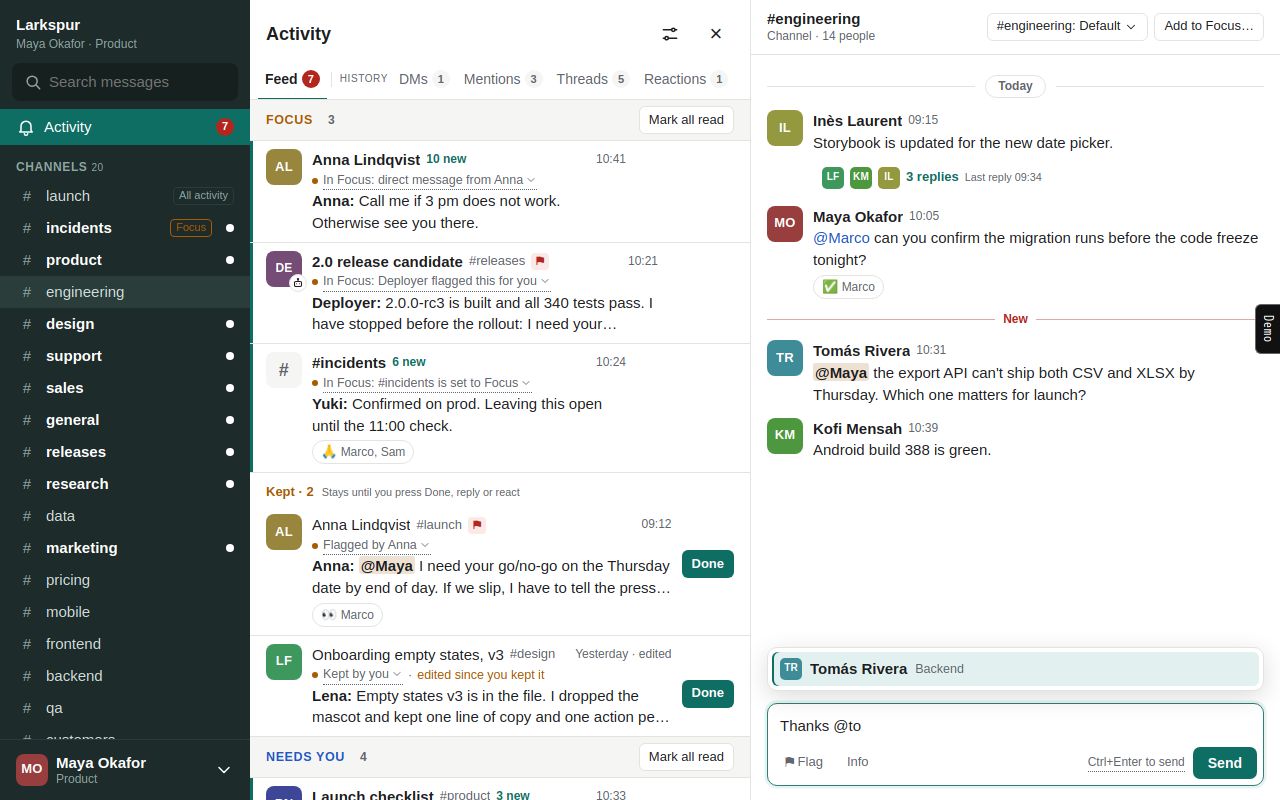 Larkspur
Maya Okafor · Product
Search messages
Activity
7
CHANNELS 20
# launch All activity
# incidents Focus
# product
# engineering
# design
# support
# sales
# general
# releases
# research
# data
# marketing
# pricing
# mobile
# frontend
# backend
# qa
# customers
MO Maya Okafor
Product
Activity
Feed 7 HISTORY DMs 1 Mentions 3 Threads 5 Reactions 1
FOCUS 3 Mark all read
AL Anna Lindqvist 10 new 10:41
In Focus: direct message from Anna
Anna: Call me if 3 pm does not work.
Otherwise see you there.
DE 2.0 release candidate #releases 10:21
In Focus: Deployer flagged this for you
Deployer: 2.0.0-rc3 is built and all 340 tests pass. I
have stopped before the rollout: I need your…
# #incidents 6 new 10:24
In Focus: #incidents is set to Focus
Yuki: Confirmed on prod. Leaving this open
until the 11:00 check.
🙏 Marco, Sam
Kept · 2 Stays until you press Done, reply or react
AL Anna Lindqvist #launch 09:12
Flagged by Anna
Anna: @Maya I need your go/no-go on the Thursday
date by end of day. If we slip, I have to tell the press…
Done
👀 Marco
LF Onboarding empty states, v3 #design Yesterday · edited
Kept by you · edited since you kept it
Lena: Empty states v3 is in the file. I dropped the
mascot and kept one line of copy and one action pe…
Done
NEEDS YOU 4 Mark all read
Launch checklist #product 3 new 10:33
#engineering
Channel · 14 people
#engineering: Default
Add to Focus…
Today
IL Inès Laurent 09:15
Storybook is updated for the new date picker.
LF KM IL 3 replies Last reply 09:34
MO Maya Okafor 10:05
@Marco can you confirm the migration runs before the code freeze
tonight?
✅ Marco
New
Demo
TR Tomás Rivera 10:31
@Maya the export API can't ship both CSV and XLSX by
Thursday. Which one matters for launch?
KM Kofi Mensah 10:39
Android build 388 is green.
TR Tomás Rivera Backend
Thanks @to
Flag Info Ctrl+Enter to send Send